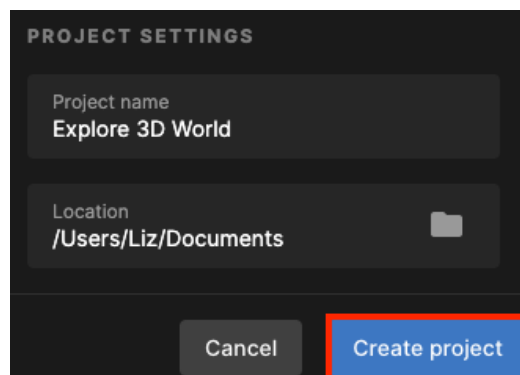 PROJECT SETTINGS
Project name
Explore 3D World
Location
/Users/Liz/Documents
Cancel
Create project